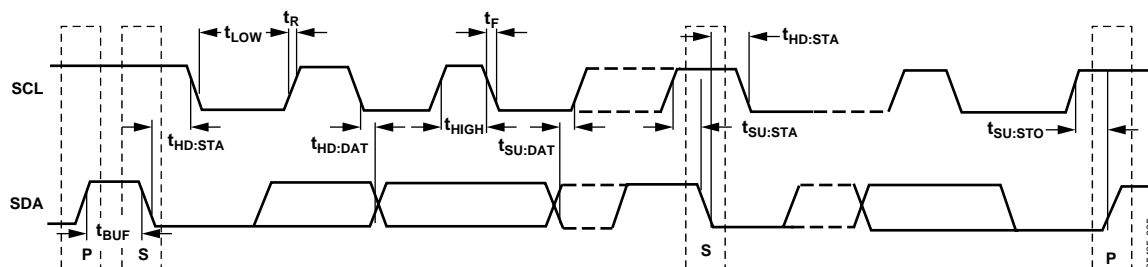 tR
tF
tLOW
tHD:STA
SCL
tHD:STA
tHD:DAT
tHIGH
tSU:DAT
tSU:STA
tSU:STO
SDA
tBUF
P
S
S
P